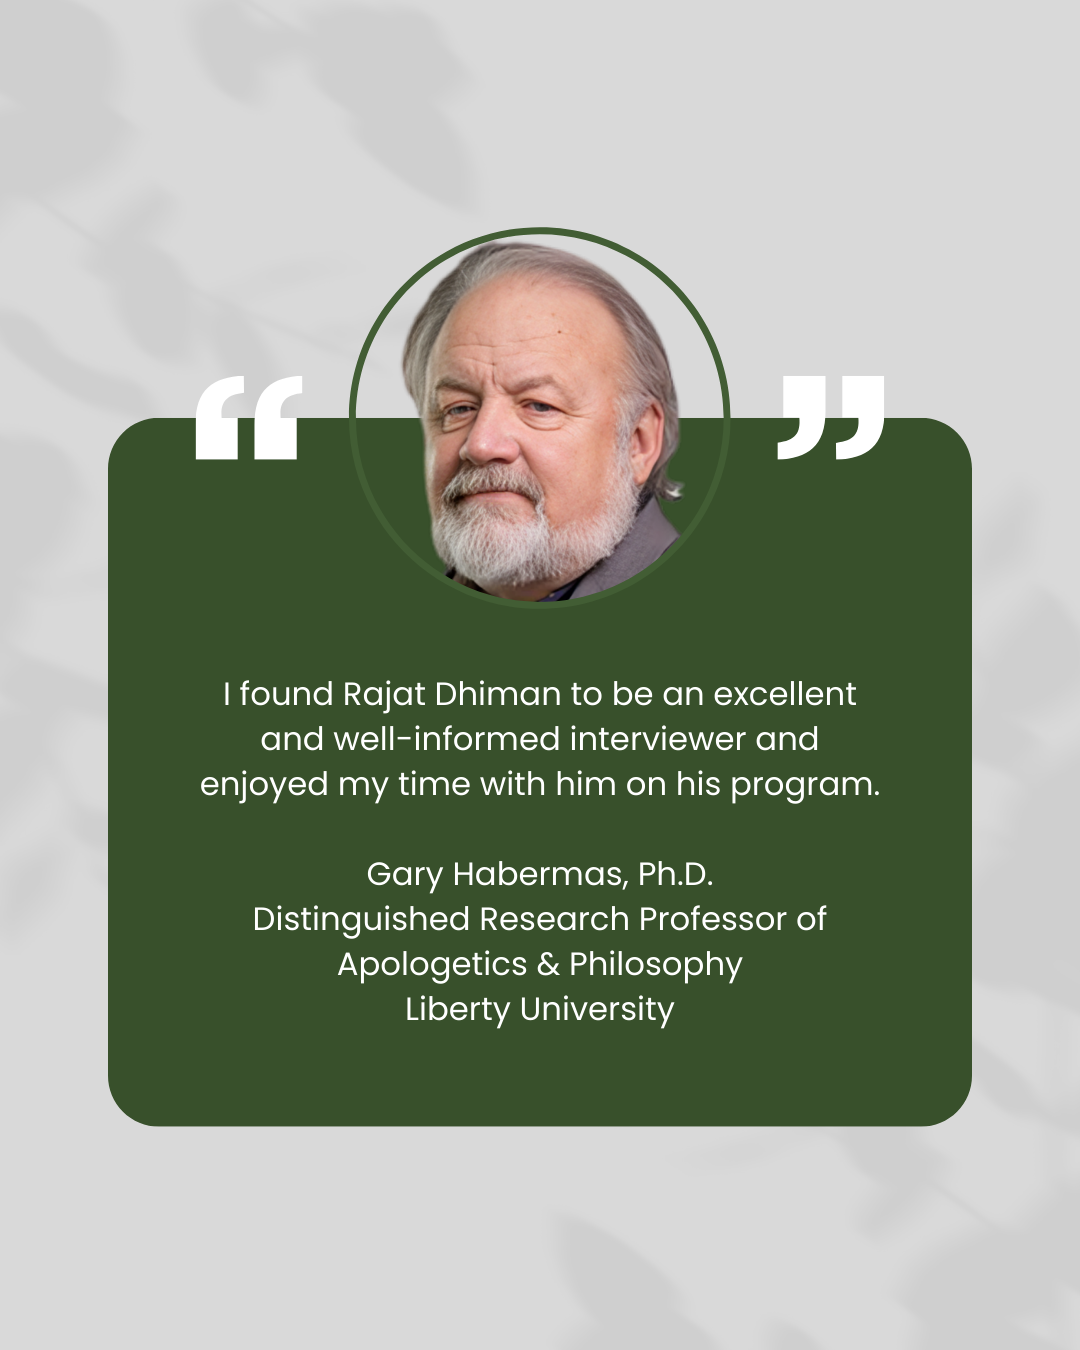 “ ”
I found Rajat Dhiman to be an excellent
and well-informed interviewer and
enjoyed my time with him on his program.
Gary Habermas, Ph.D.
Distinguished Research Professor of
Apologetics & Philosophy
Liberty University